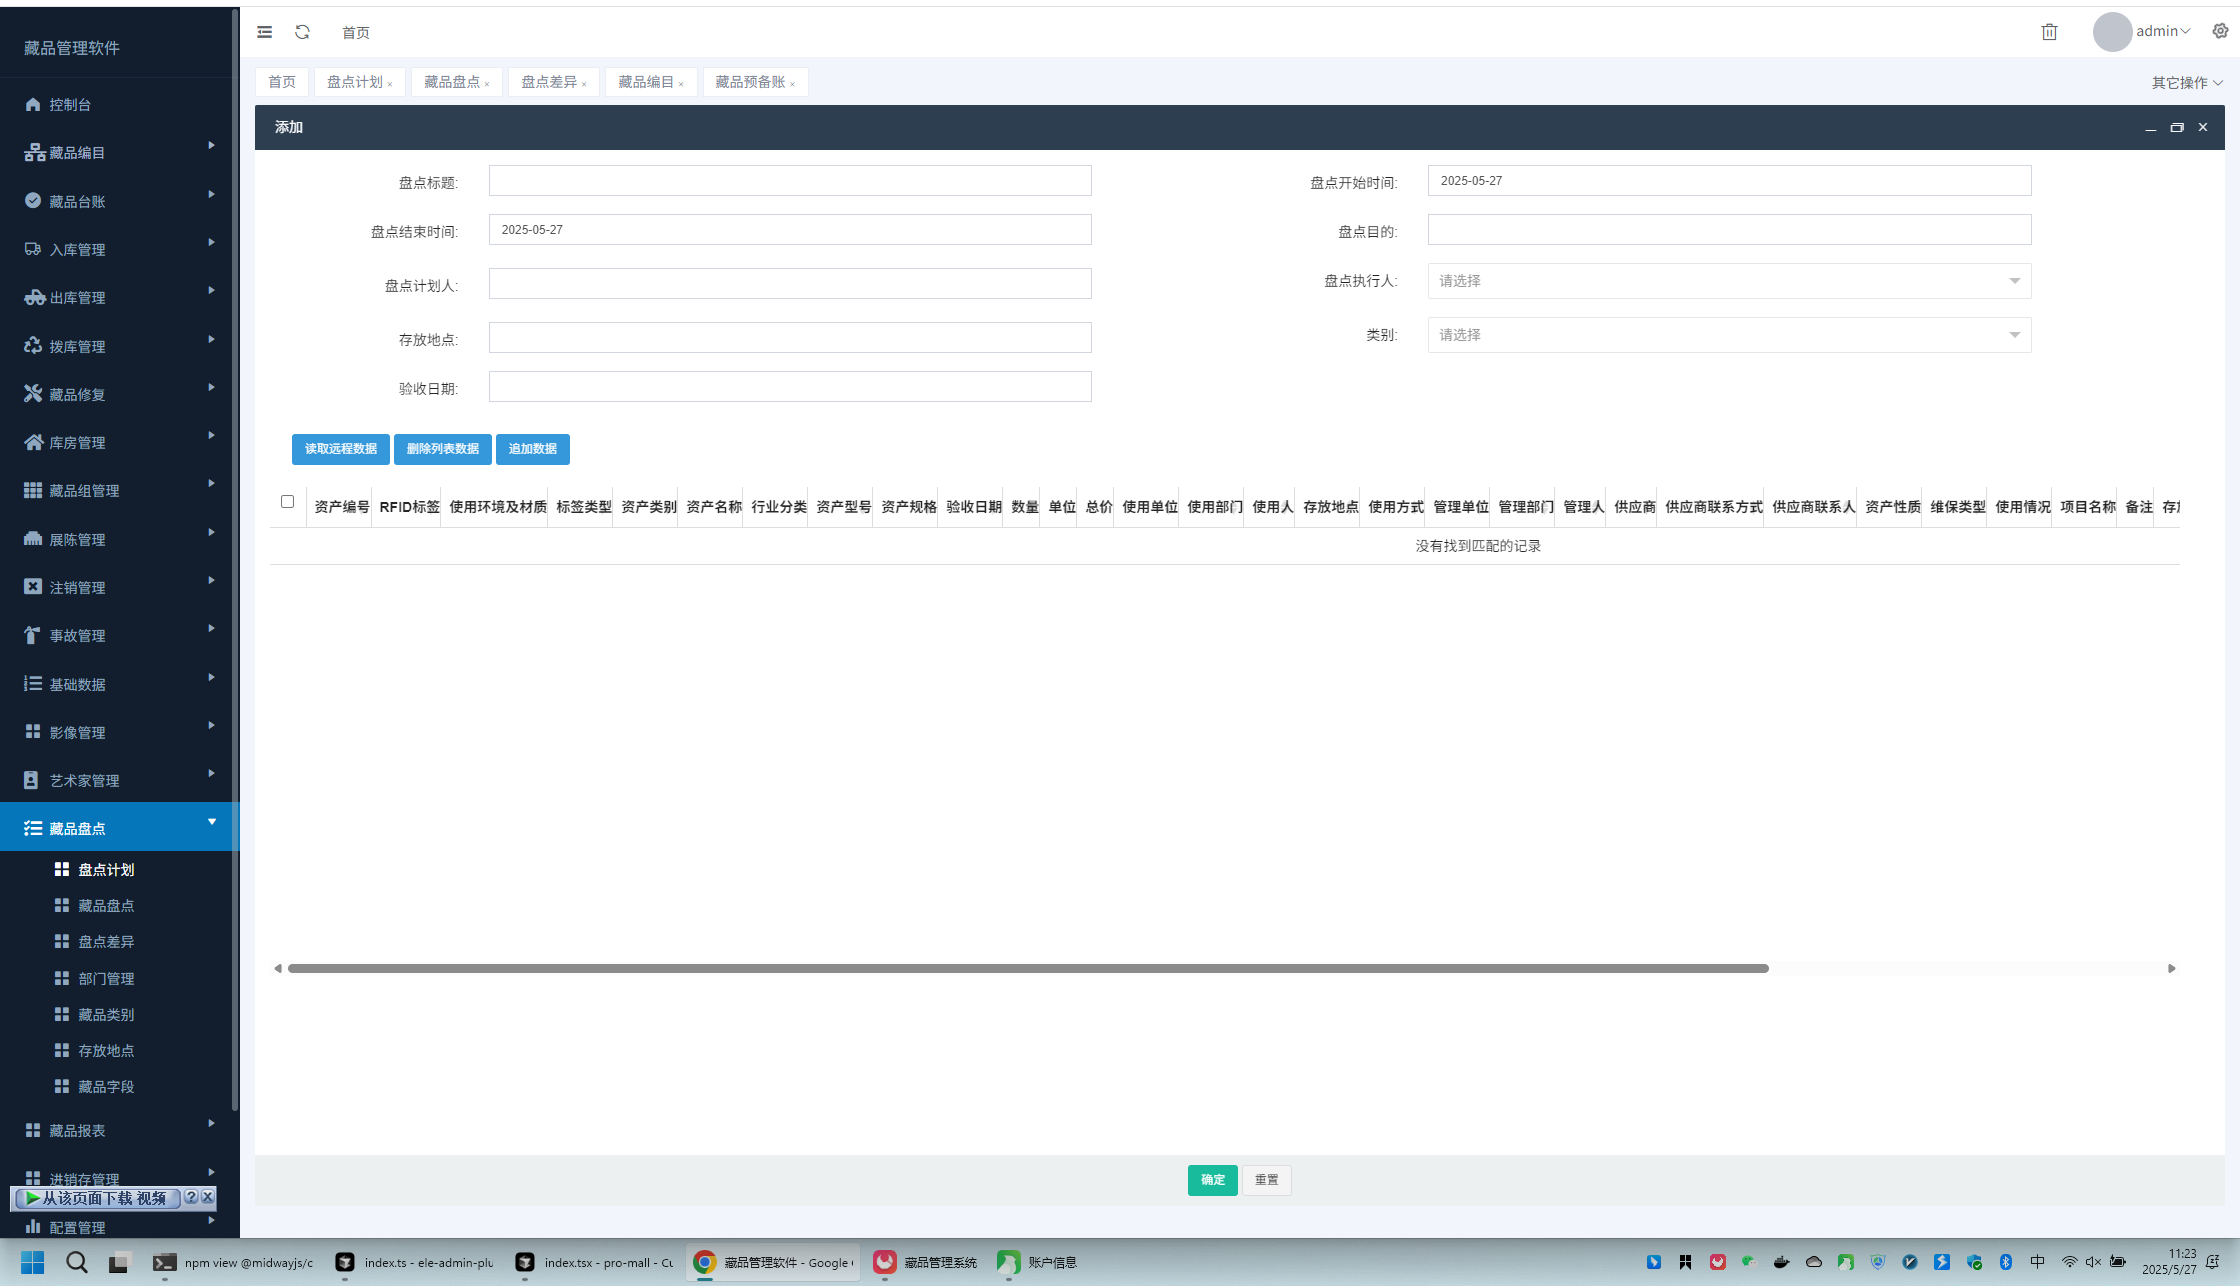 藏品管理软件
首页
admin
首页
盘点计划 ×
藏品盘点 ×
盘点差异 ×
藏品编目 ×
藏品预备账 ×
其它操作
控制台
藏品编目
藏品台账
入库管理
出库管理
拨库管理
藏品修复
库房管理
藏品组管理
展陈管理
注销管理
事故管理
基础数据
影像管理
艺术家管理
藏品盘点
盘点计划
藏品盘点
盘点差异
部门管理
藏品类别
存放地点
藏品字段
藏品报表
进销存管理
从该页面下载 视频 ? X
配置管理
添加
盘点标题:
盘点开始时间: 2025-05-27
盘点结束时间: 2025-05-27
盘点目的:
盘点计划人:
盘点执行人: 请选择
存放地点:
类别: 请选择
验收日期:
读取远程数据 删除列表数据 追加数据
资产编号 RFID标签 使用环境及材质 标签类型 资产类别 资产名称 行业分类 资产型号 资产规格 验收日期 数量 单位 总价 使用单位 使用部门 使用人 存放地点 使用方式 管理单位 管理部门 管理人 供应商 供应商联系方式 供应商联系人 资产性质 维保类型 使用情况 项目名称 备注 存
没有找到匹配的记录
确定 重置
npm view @midwayjs/c
index.ts - ele-admin-plu
index.tsx - pro-mall - Cu
藏品管理软件 - Google
藏品管理系统
账户信息
中
11:23
2025/5/27